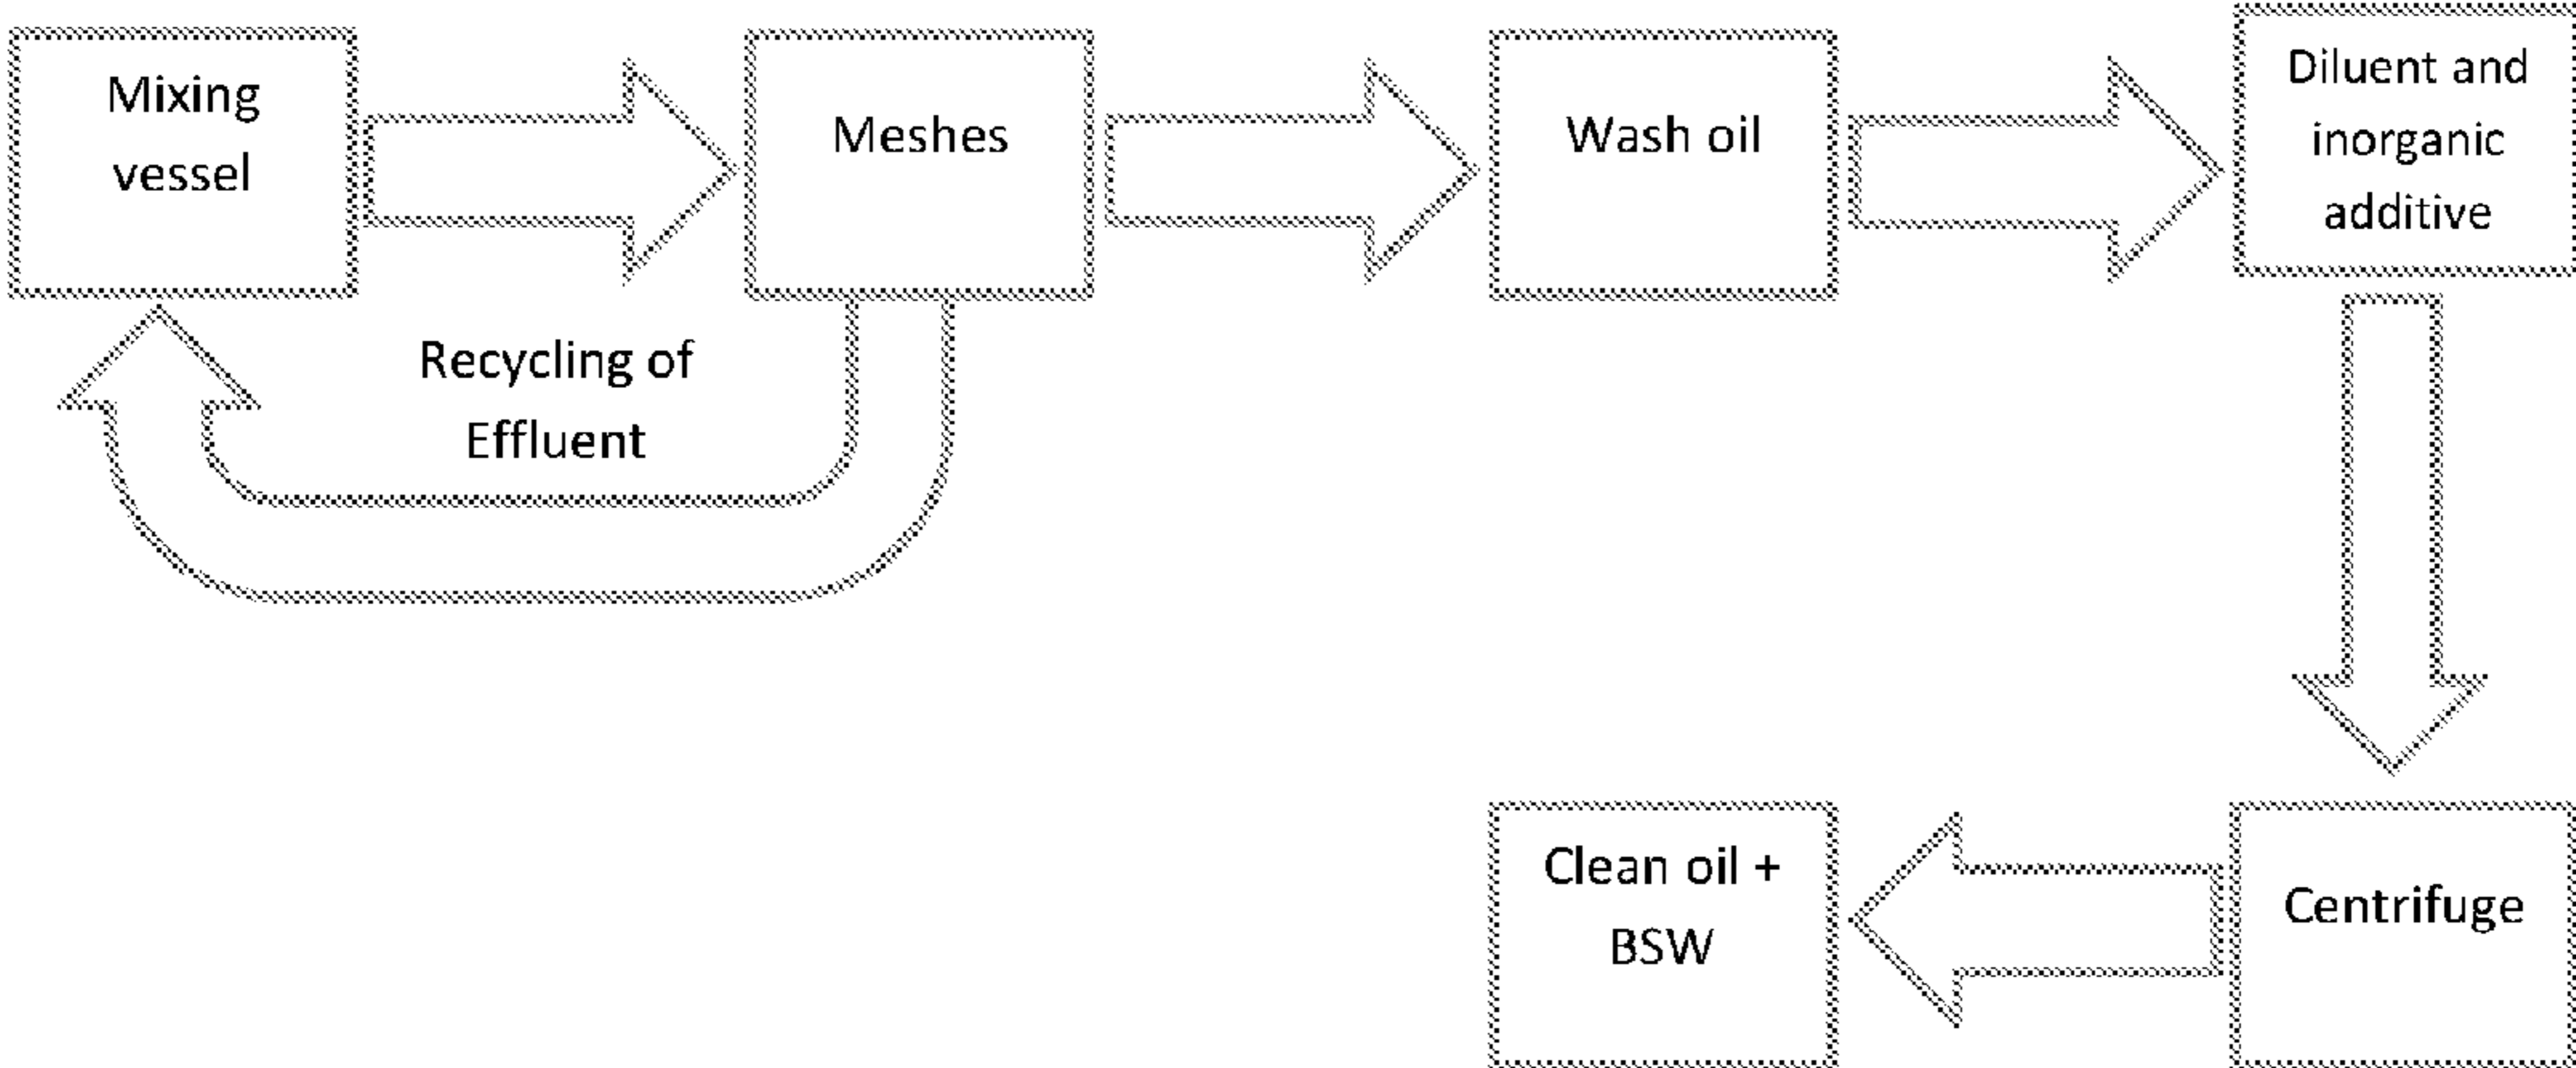 Mixing
vessel
Meshes
Wash oil
Diluent and
inorganic
additive
Recycling of
Effluent
Clean oil +
BSW
Centrifuge